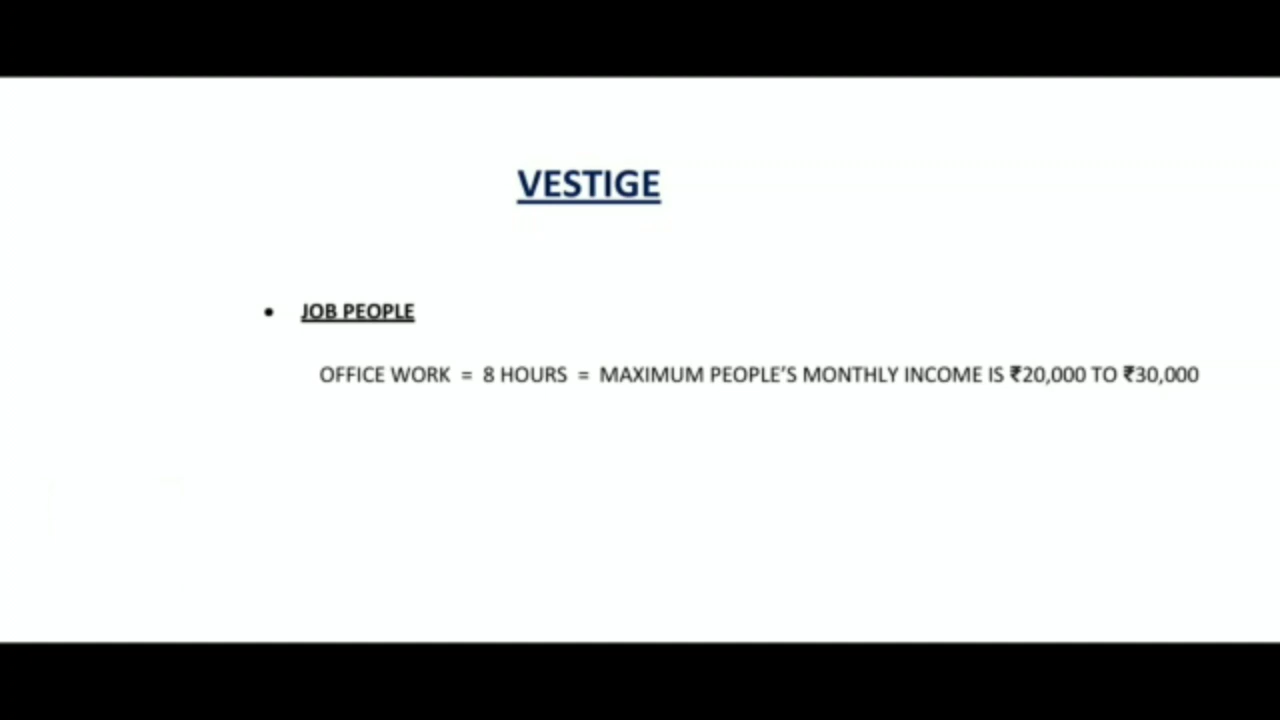 VESTIGE
• JOB PEOPLE
OFFICE WORK = 8 HOURS = MAXIMUM PEOPLE'S MONTHLY INCOME IS ₹20,000 TO ₹30,000